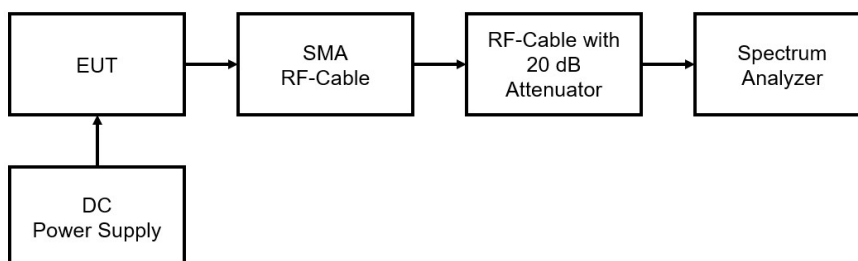 EUT
SMA
RF-Cable
RF-Cable with
20 dB
Attenuator
Spectrum
Analyzer
DC
Power Supply